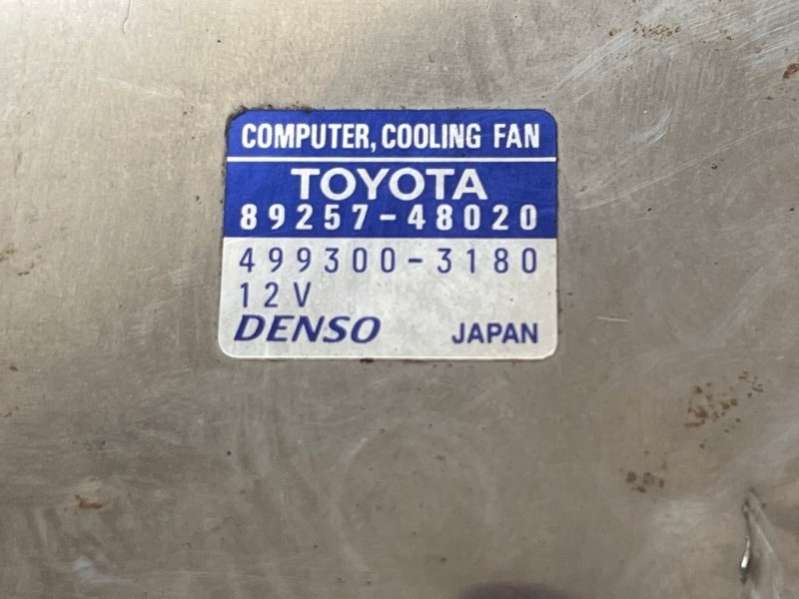 COMPUTER, COOLING FAN
TOYOTA
89257-48020
499300-3180
12V
DENSO JAPAN